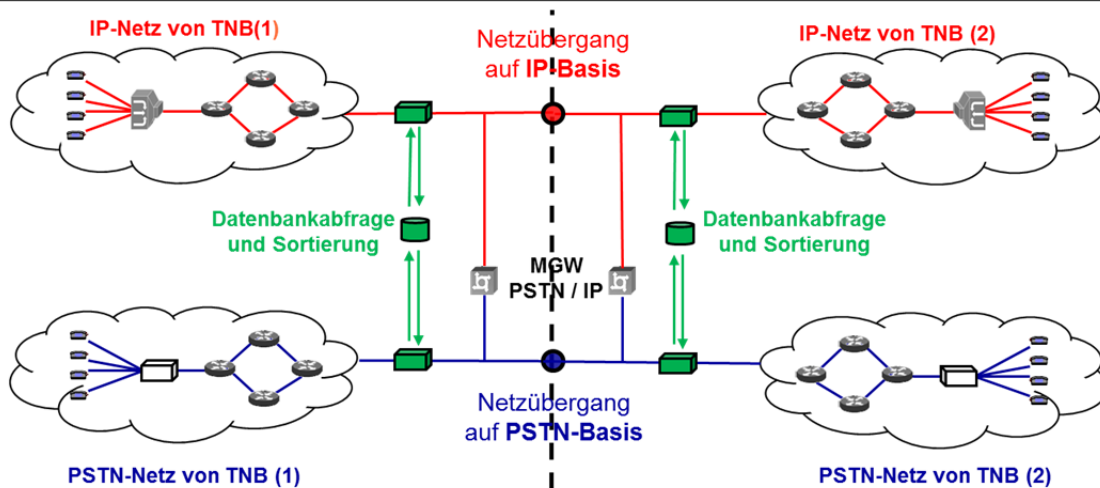 IP-Netz von TNB(1)
Netzübergang
auf IP-Basis
IP-Netz von TNB (2)
Datenbankabfrage
und Sortierung
Datenbankabfrage
und Sortierung
MGW
PSTN / IP
Netzübergang
auf PSTN-Basis
PSTN-Netz von TNB (1)
PSTN-Netz von TNB (2)